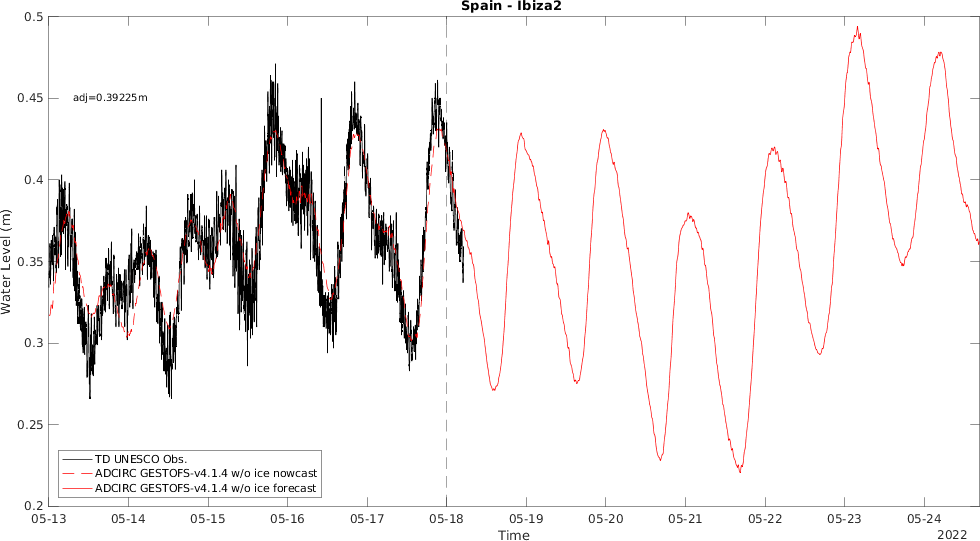 Spain - Ibiza2
0.5
0.45
0.4
0.35
0.3
0.25
0.2
Water Level (m)
adj=0.39225m
TD UNESCO Obs.
ADCIRC GESTOFS-v4.1.4 w/o ice nowcast
ADCIRC GESTOFS-v4.1.4 w/o ice forecast
05-13 05-14 05-15 05-16 05-17 05-18 05-19 05-20 05-21 05-22 05-23 05-24
Time
2022